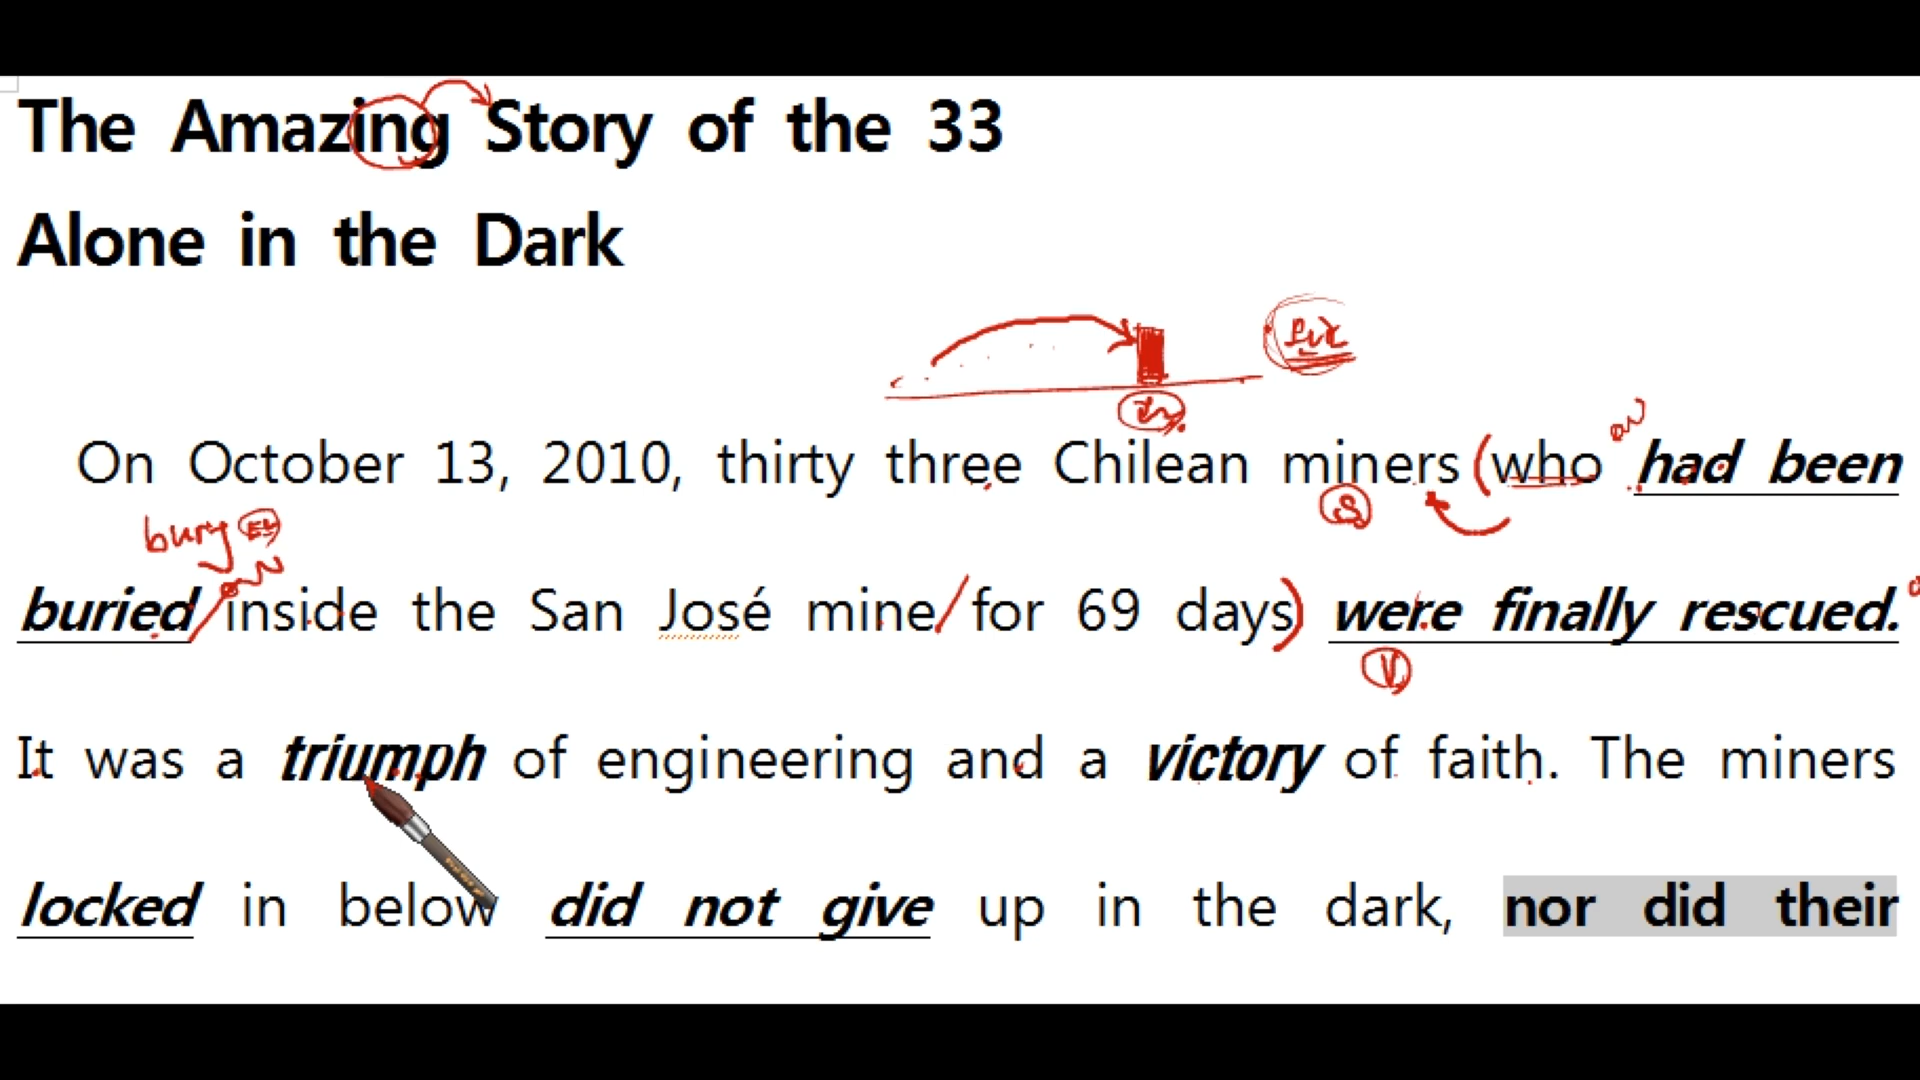 The Amazing Story of the 33
Alone in the Dark
On October 13, 2010, thirty three Chilean miners (who had been
bury
buried / inside the San José mine / for 69 days) were finally rescued.
S
V
It was a triumph of engineering and a victory of faith. The miners
locked in below did not give up in the dark, nor did their